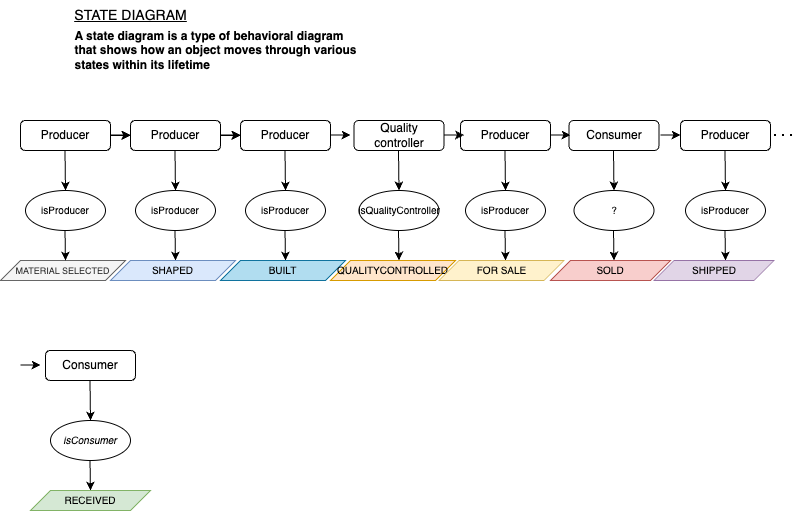 STATE DIAGRAM
A state diagram is a type of behavioral diagram
that shows how an object moves through various
states within its lifetime
Producer
Producer
Producer
Quality
controller
Producer
Consumer
Producer
. . .
isProducer
isProducer
isProducer
isQualityController
isProducer
?
isProducer
MATERIAL SELECTED
SHAPED
BUILT
QUALITYCONTROLLED
FOR SALE
SOLD
SHIPPED
Consumer
isConsumer
RECEIVED